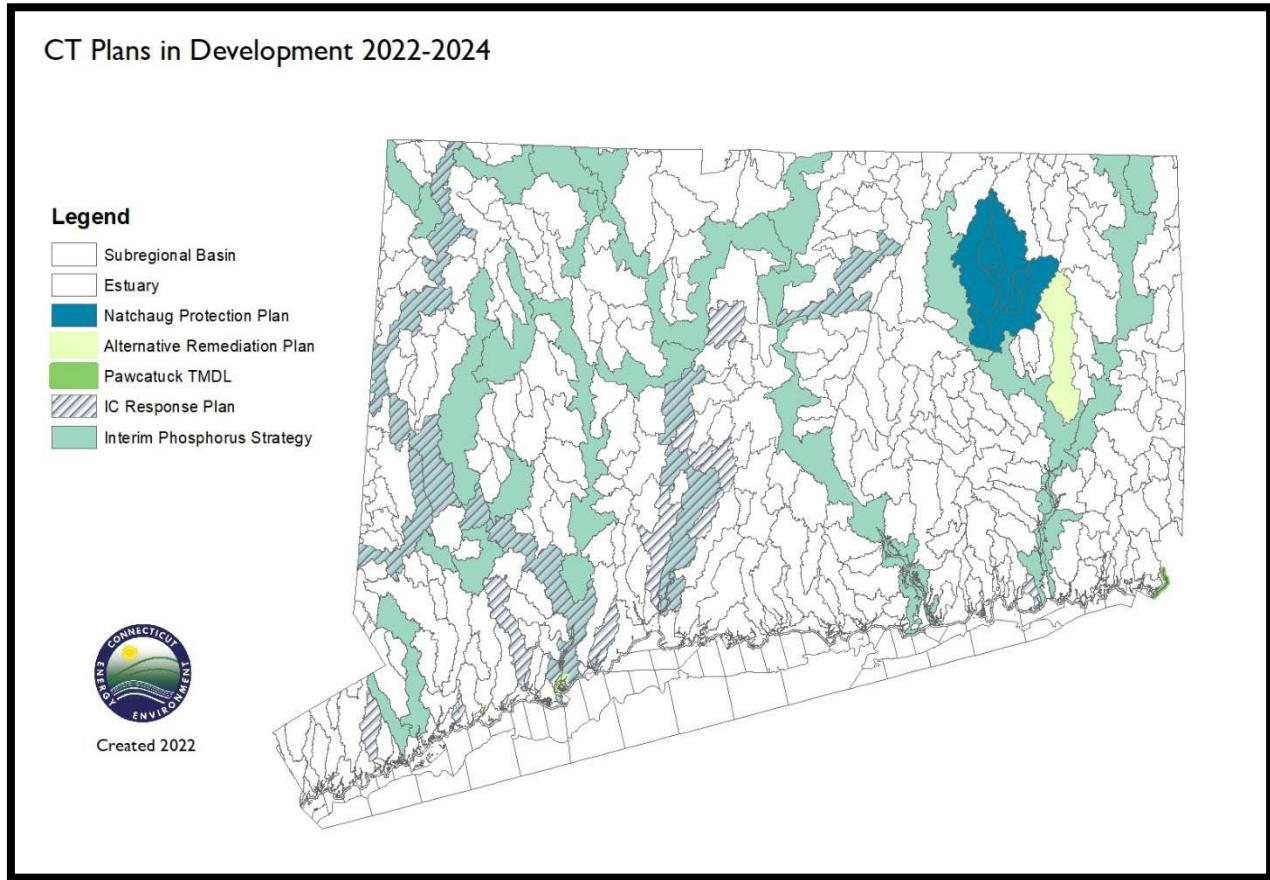 CT Plans in Development 2022-2024
Legend
Subregional Basin
Estuary
Natchaug Protection Plan
Alternative Remediation Plan
Pawcatuck TMDL
IC Response Plan
Interim Phosphorus Strategy
CONNECTICUT
ENERGY
ENVIRONMENT
Created 2022